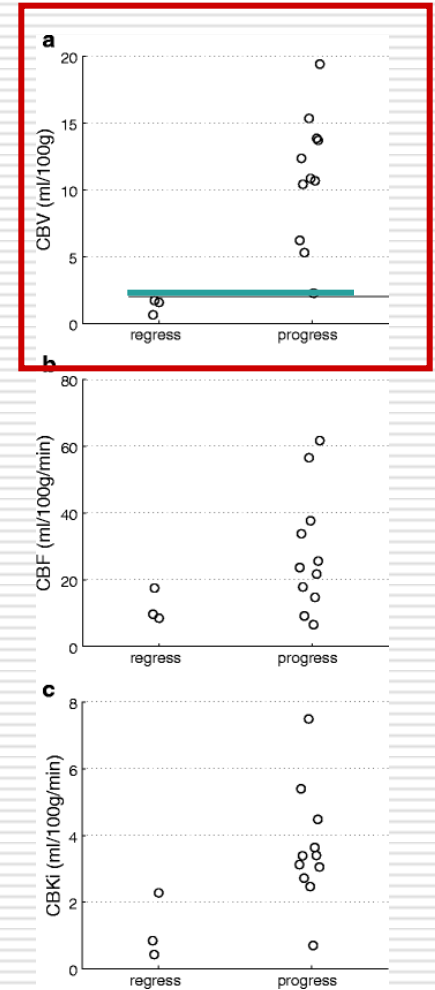 a
20
15
10
5
0
CBV (ml/100g)
regress progress
b
80
60
40
20
0
CBF (ml/100g/min)
regress progress
c
8
6
4
2
0
CBKi (ml/100g/min)
regress progress